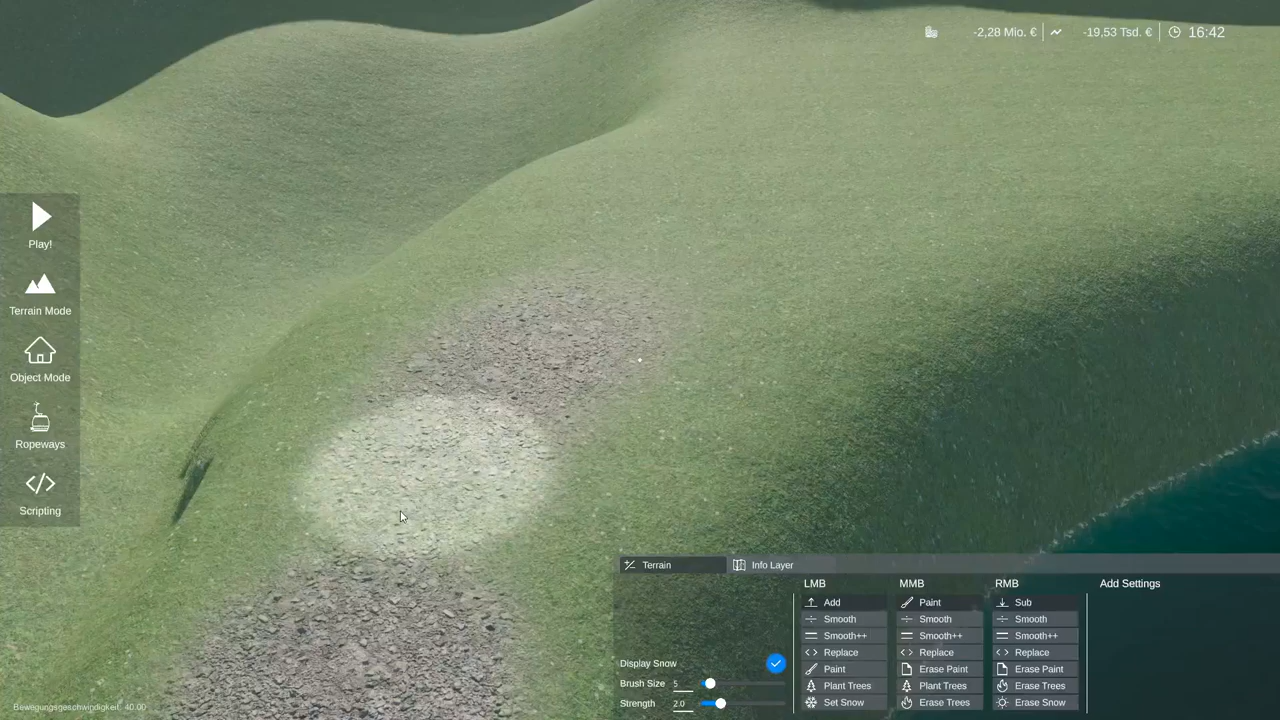 -2,28 Mio. €
-19,53 Tsd. €
16:42
Play!
Terrain Mode
Object Mode
Ropeways
Scripting
Terrain
Info Layer
Display Snow
Brush Size 5
Strength 2.0
LMB
Add
Smooth
Smooth++
Replace
Paint
Plant Trees
Set Snow
MMB
Paint
Smooth
Smooth++
Replace
Erase Paint
Plant Trees
Erase Trees
RMB
Sub
Smooth
Smooth++
Replace
Erase Paint
Erase Trees
Erase Snow
Add Settings
Bewegungsgeschwindigkeit: 40.00